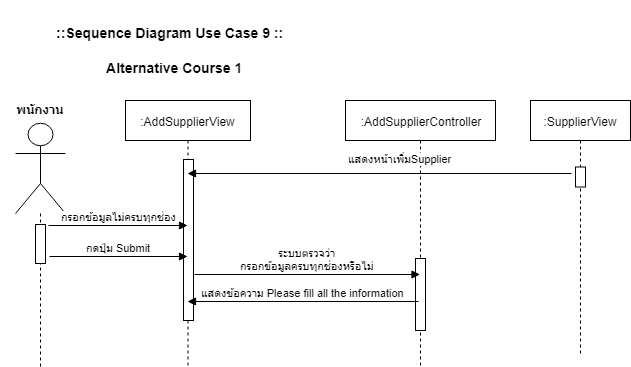 ::Sequence Diagram Use Case 9 ::
Alternative Course 1
พนักงาน
:AddSupplierView
:AddSupplierController
:SupplierView
แสดงหน้าเพิ่มSupplier
กรอกข้อมูลไม่ครบทุกช่อง
กดปุ่ม Submit
ระบบตรวจว่า
กรอกข้อมูลครบทุกช่องหรือไม่
แสดงข้อความ Please fill all the information